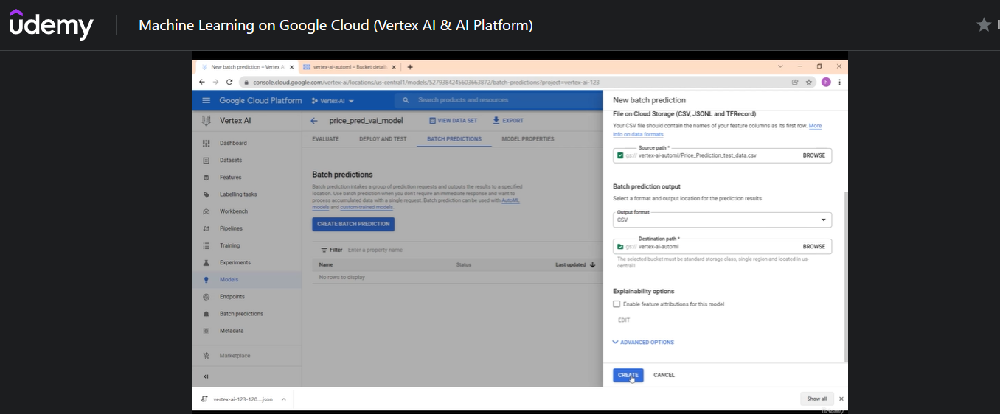 udemy
Machine Learning on Google Cloud (Vertex AI & AI Platform)
New batch prediction – Vertex A
vertex-ai-automl – Bucket detail
console.cloud.google.com/vertex-ai/locations/us-central1/models/5279384245603663872/batch-predictions?project=vertex-ai-123
h
Google Cloud Platform
Vertex-AI
Search products and resources
Vertex AI
Dashboard
Datasets
Features
Labelling tasks
Workbench
Pipelines
Training
Experiments
Models
Endpoints
Batch predictions
Metadata
Marketplace
price_pred_vai_model
VIEW DATA SET
EXPORT
EVALUATE
DEPLOY AND TEST
BATCH PREDICTIONS
MODEL PROPERTIES
Batch predictions
Batch prediction intakes a group of prediction requests and outputs the results to a specified
location. Use batch prediction when you don't require an immediate response and want to
process accumulated data with a single request. Batch prediction can be used with AutoML
models and custom-trained models.
CREATE BATCH PREDICTION
Filter Enter a property name
Name Status Last updated
No rows to display
New batch prediction
File on Cloud Storage (CSV, JSONL and TFRecord)
Your CSV file should contain the names of your feature columns as its first row. More
info on data formats
Source path *
gs:// vertex-ai-automl/Price_Prediction_test_data.csv
BROWSE
Batch prediction output
Select a format and output location for the prediction results
Output format
CSV
Destination path *
gs:// vertex-ai-automl
BROWSE
The selected bucket must be standard storage class, single region and located in us-
central1
Explainability options
Enable feature attributions for this model
EDIT
ADVANCED OPTIONS
CREATE
CANCEL
vertex-ai-123-120....json
Show all
udemy